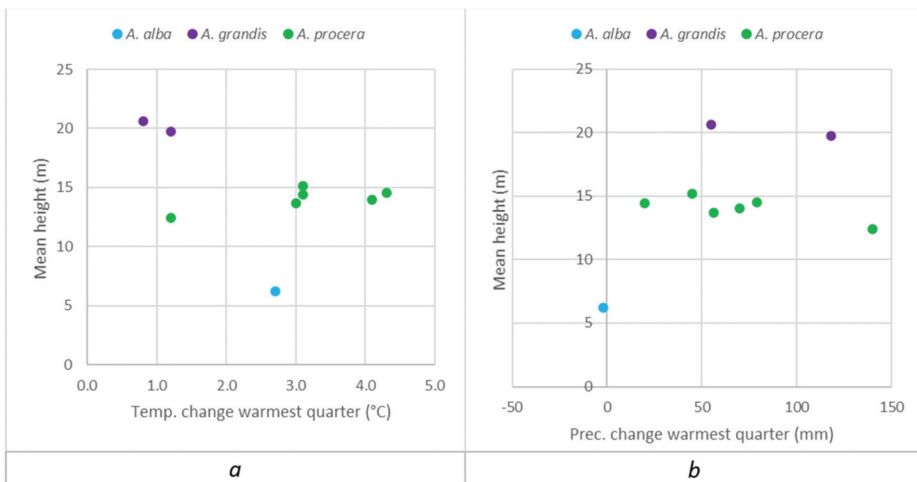 A. alba A. grandis A. procera
25
20
15
10
5
0
Mean height (m)
0.0 1.0 2.0 3.0 4.0 5.0
Temp. change warmest quarter (°C)
a
A. alba A. grandis A. procera
25
20
15
10
5
0
Mean height (m)
-50 0 50 100 150
Prec. change warmest quarter (mm)
b